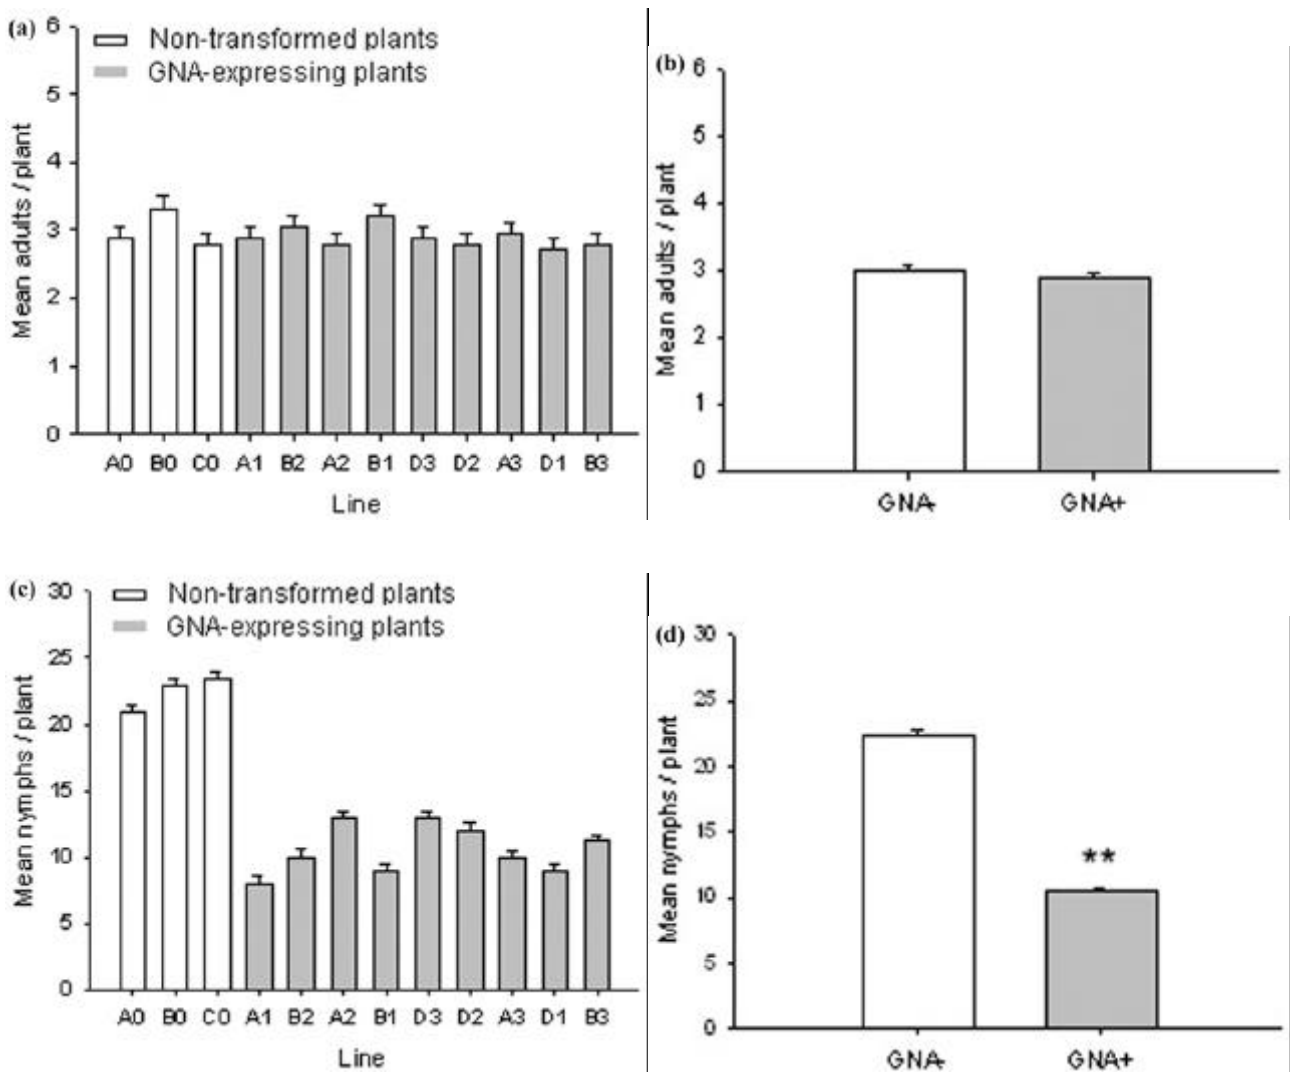 (a)
Non-transformed plants
GNA-expressing plants
Mean adults / plant
6
5
4
3
2
1
0
A0 B0 C0 A1 B2 A2 B1 D3 D2 A3 D1 B3
Line
(b)
Mean adults / plant
6
5
4
3
2
1
0
GNA- GNA+
(c)
Non-transformed plants
GNA-expressing plants
Mean nymphs / plant
30
25
20
15
10
5
0
A0 B0 C0 A1 B2 A2 B1 D3 D2 A3 D1 B3
Line
(d)
Mean nymphs / plant
30
25
20
15
10
5
0
**
GNA- GNA+